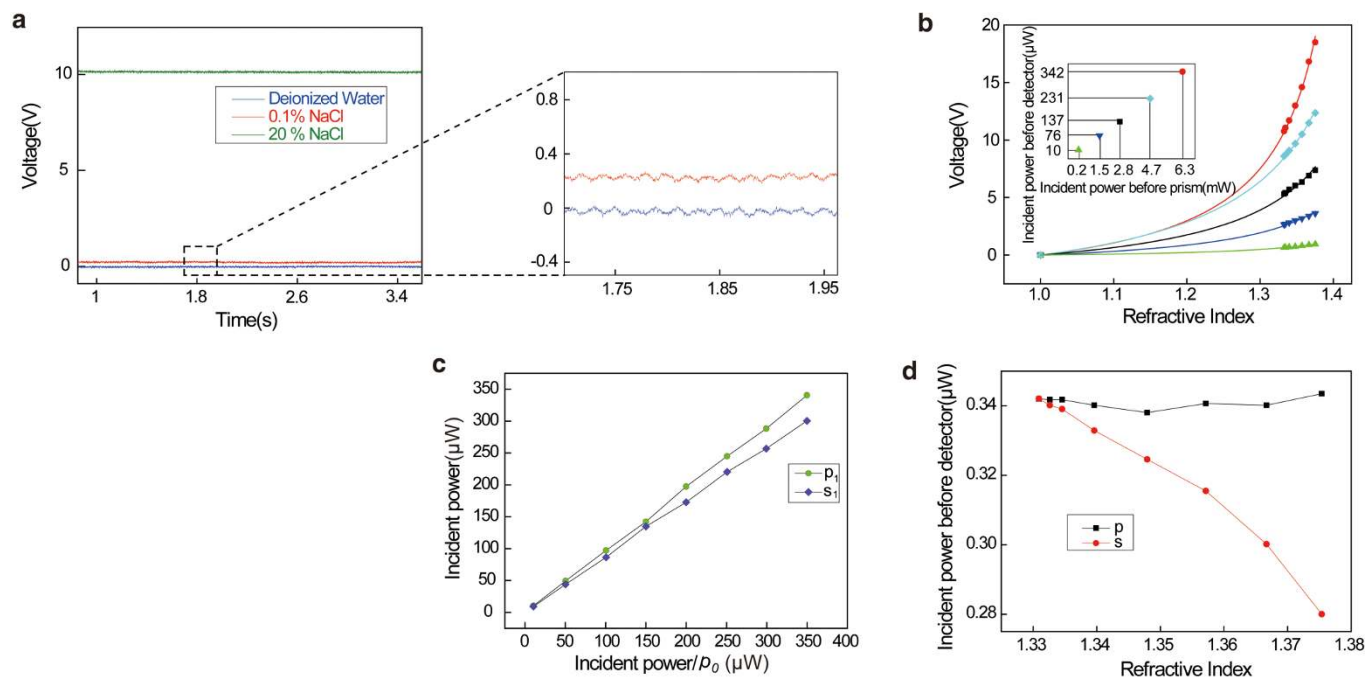 a
Voltage(V)
10
5
0
1
1.8
2.6
3.4
Time(s)
Deionized Water
0.1% NaCl
20 % NaCl
0.8
0.4
0
-0.4
1.75
1.85
1.95
b
Voltage(V)
20
15
10
5
0
1.0
1.1
1.2
1.3
1.4
Refractive Index
Incident power before detector(μW)
342
231
137
76
10
0.2
1.5
2.8
4.7
6.3
Incident power before prism(mW)
c
Incident power(μW)
350
300
250
200
150
100
50
0
0
50
100
150
200
250
300
350
400
Incident power/p₀ (μW)
p₁
s₁
d
Incident power before detector(μW)
0.34
0.32
0.30
0.28
1.33
1.34
1.35
1.36
1.37
1.38
Refractive Index
p
s